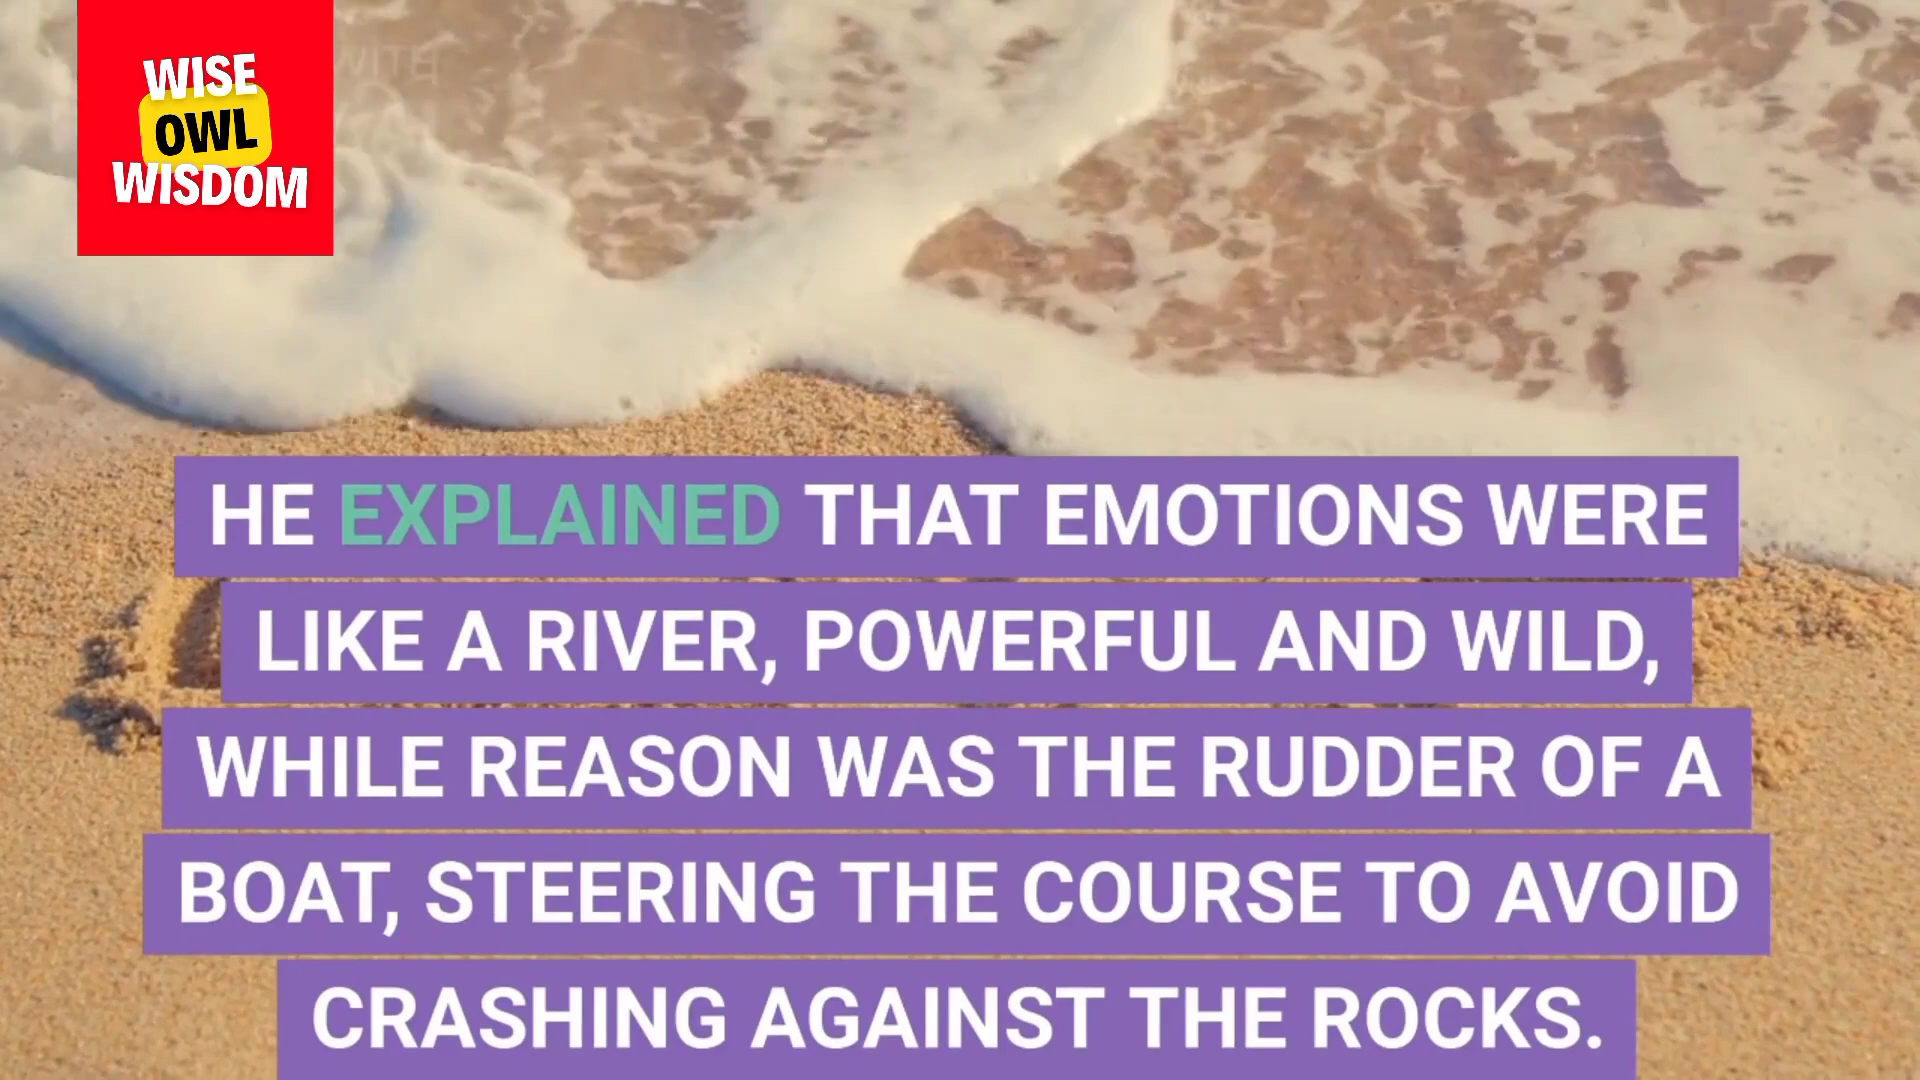 WITH
WISE
OWL
WISDOM
HE EXPLAINED THAT EMOTIONS WERE
LIKE A RIVER, POWERFUL AND WILD,
WHILE REASON WAS THE RUDDER OF A
BOAT, STEERING THE COURSE TO AVOID
CRASHING AGAINST THE ROCKS.